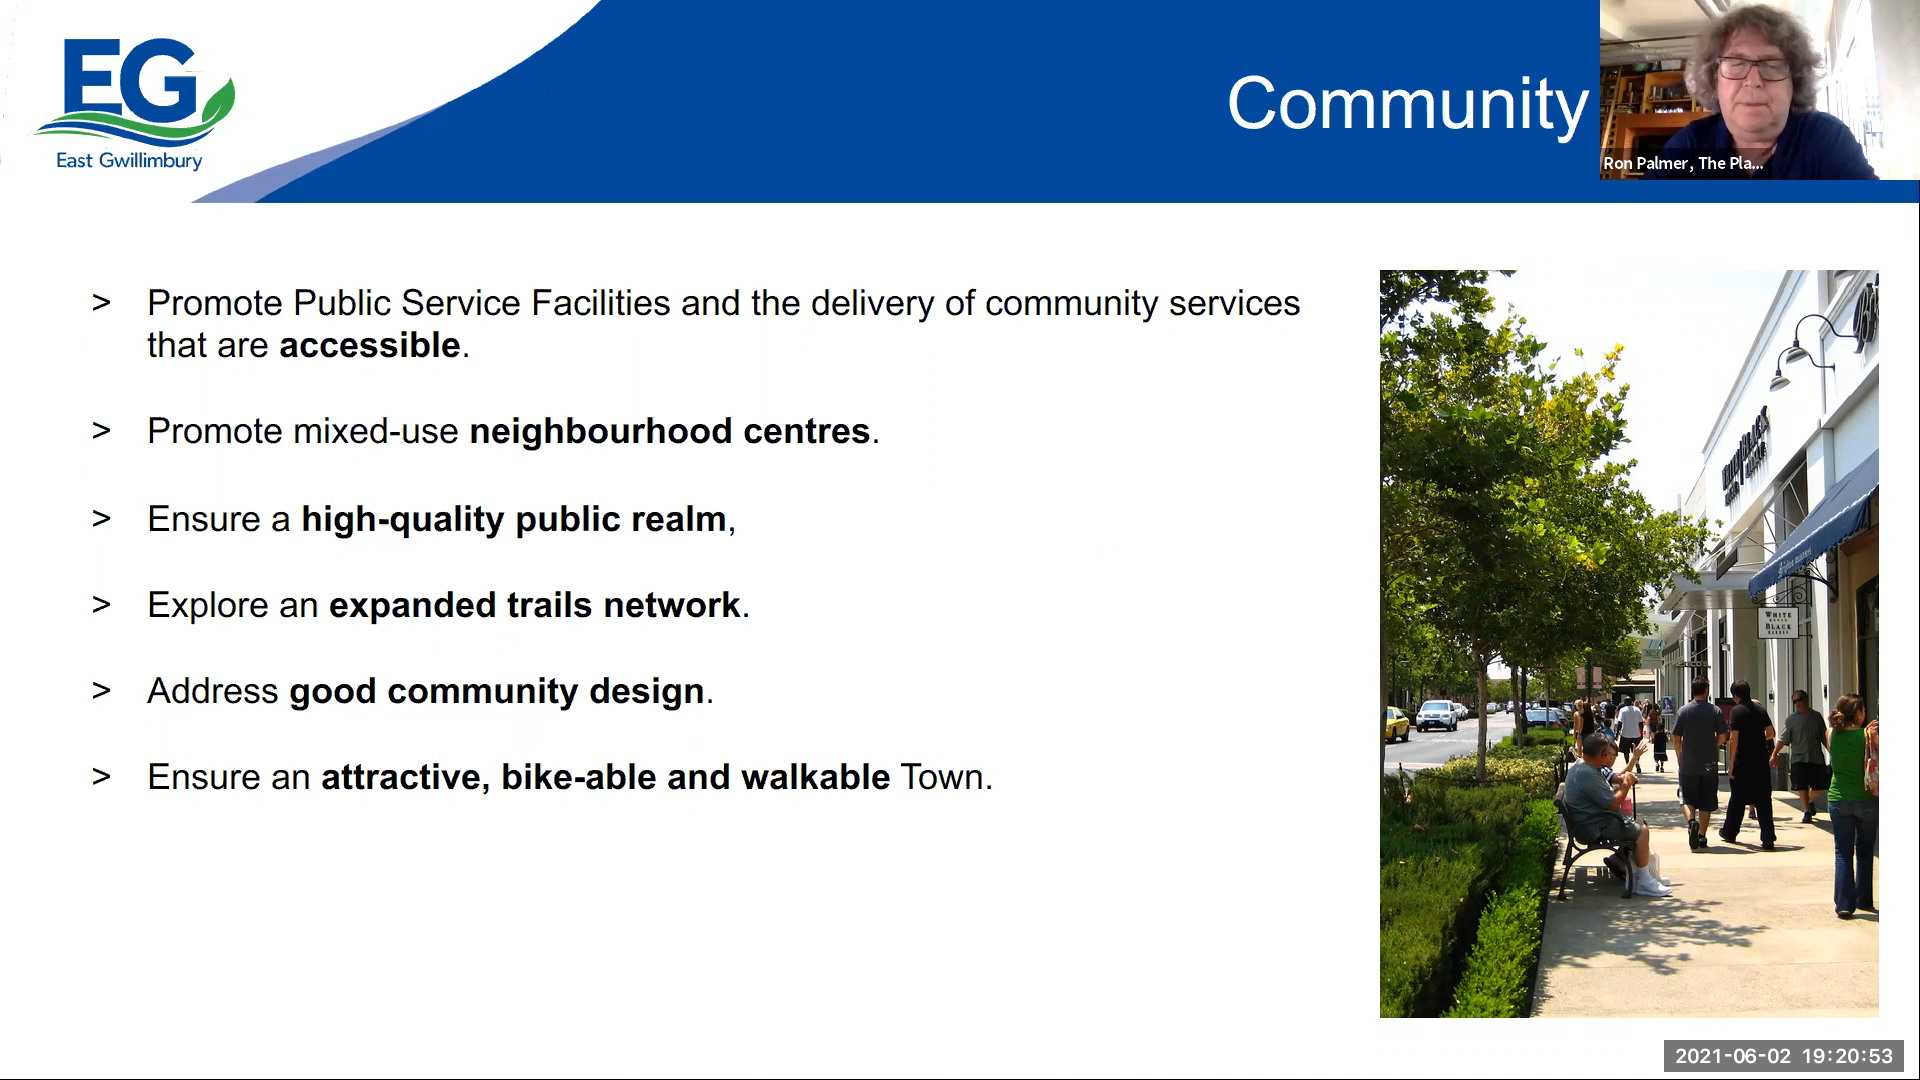 EG
East Gwillimbury
Community
Ron Palmer, The Pla...
> Promote Public Service Facilities and the delivery of community services
that are accessible.
> Promote mixed-use neighbourhood centres.
> Ensure a high-quality public realm,
> Explore an expanded trails network.
> Address good community design.
> Ensure an attractive, bike-able and walkable Town.
WHITE
HOUSE
BLACK
MARKET
2021-06-02 19:20:53